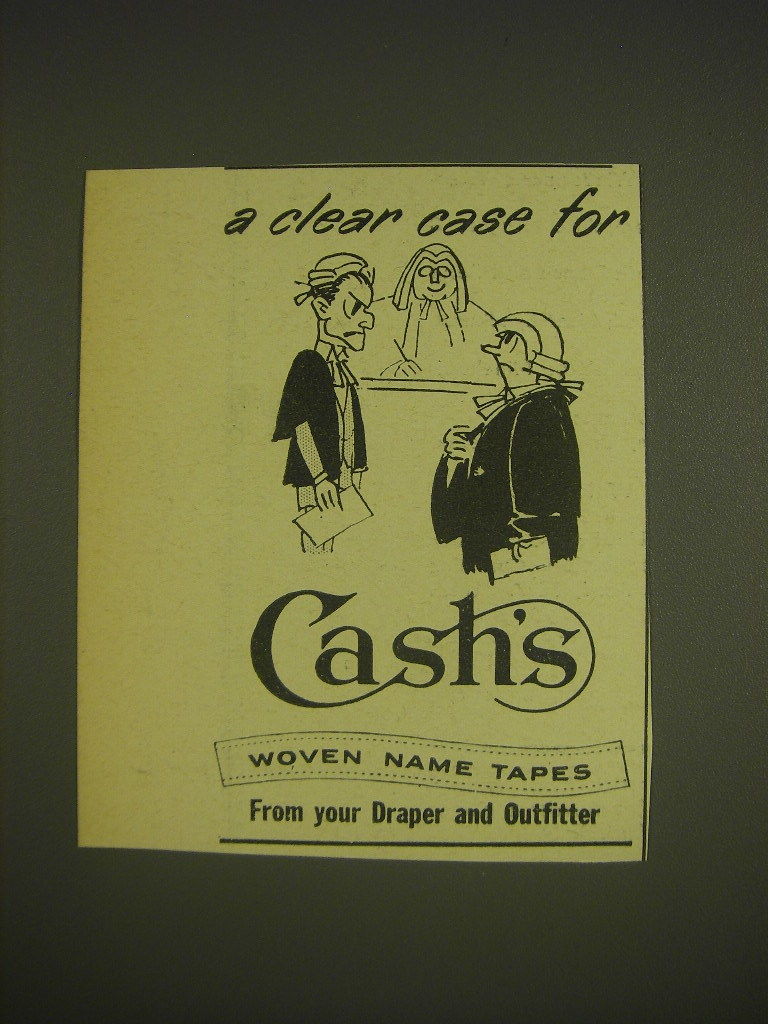 a clear case for
Cash's
WOVEN NAME TAPES
From your Draper and Outfitter